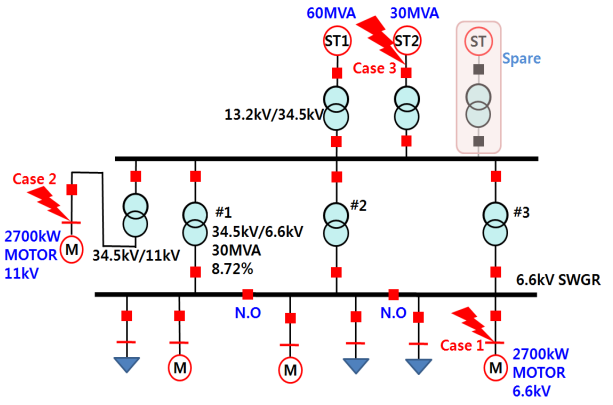 60MVA
30MVA
ST1
ST2
ST
Spare
Case 3
13.2kV/34.5kV
Case 2
#1
#2
#3
34.5kV/6.6kV
30MVA
8.72%
2700kW
MOTOR
11kV
M
34.5kV/11kV
6.6kV SWGR
N.O
N.O
Case 1
M
M
M
2700kW
MOTOR
6.6kV